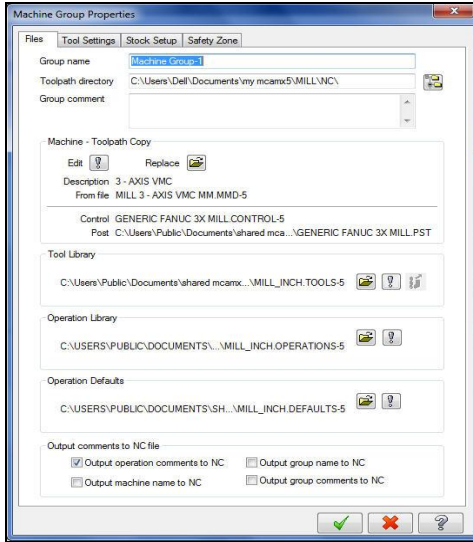 Machine Group Properties
Files Tool Settings Stock Setup Safety Zone
Group name Machine Group-1
Toolpath directory C:\Users\Dell\Documents\my mcamx5\MILL\NC\
Group comment
Machine - Toolpath Copy
Edit Replace
Description 3 - AXIS VMC
From file MILL 3 - AXIS VMC MM.MMD-5
Control GENERIC FANUC 3X MILL.CONTROL-5
Post C:\Users\Public\Documents\shared mca...\GENERIC FANUC 3X MILL.PST
Tool Library
C:\Users\Public\Documents\shared mcamx...\MILL_INCH.TOOLS-5
Operation Library
C:\USERS\PUBLIC\DOCUMENTS\...\MILL_INCH.OPERATIONS-5
Operation Defaults
C:\USERS\PUBLIC\DOCUMENTS\SH...\MILL_INCH.DEFAULTS-5
Output comments to NC file
Output operation comments to NC Output group name to NC
Output machine name to NC Output group comments to NC